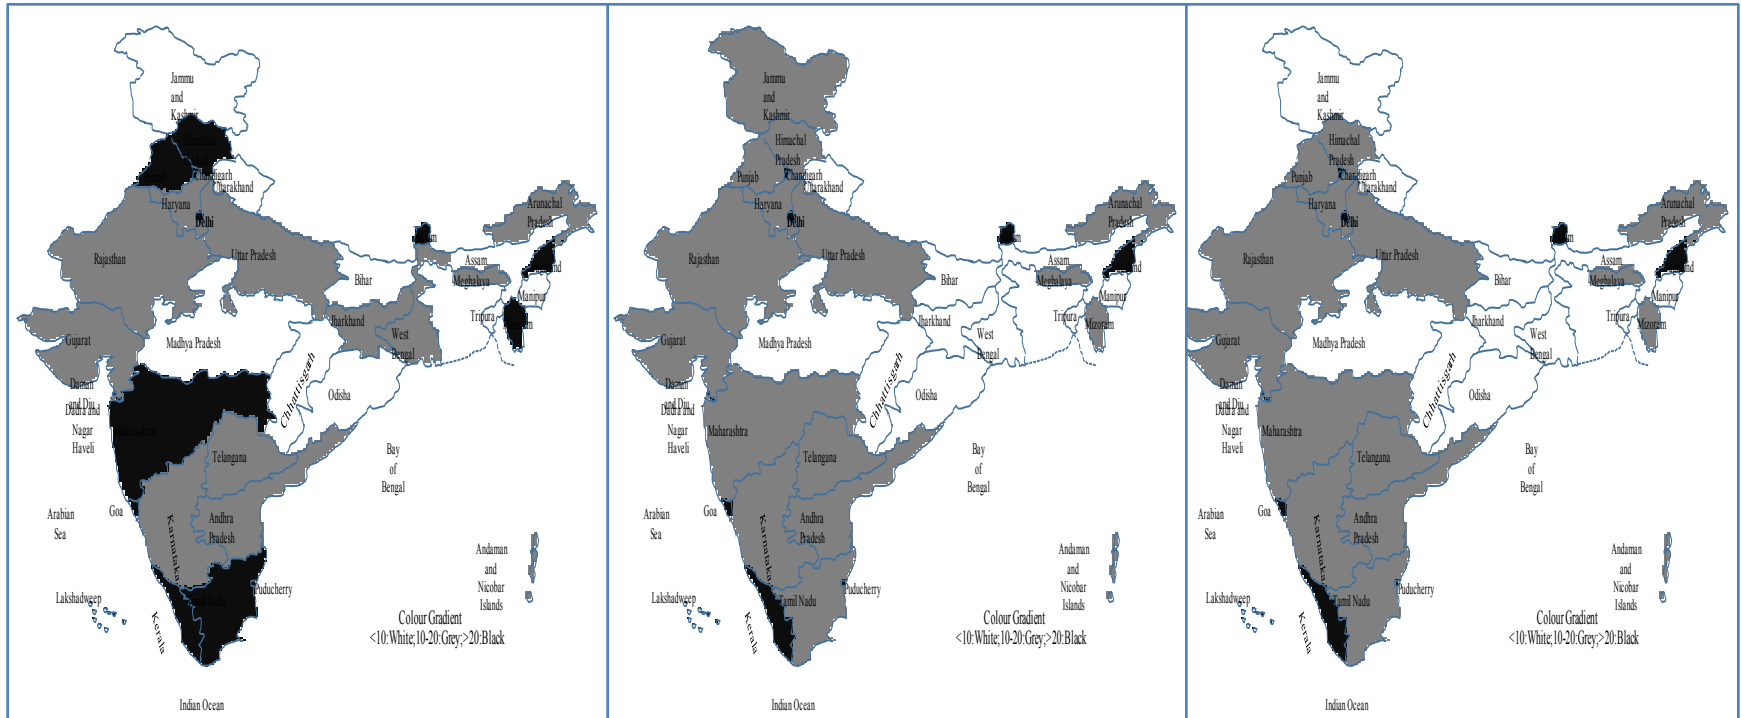 Jammu
and
Kashmir
Himachal
Chandigarh
Uttarakhand
Haryana
Delhi
Arunachal
Pradesh
Rajasthan
Uttar Pradesh
Bihar
Assam
Meghalaya
Manipur
Tripura
Jharkhand
West
Bengal
Gujarat
Madhya Pradesh
Chhattisgarh
Odisha
Daman
and Diu
Dadra and
Nagar
Haveli
Maharashtra
Telangana
Bay
of
Bengal
Arabian
Sea
Goa
Karnataka
Andhra
Pradesh
Andaman
and
Nicobar
Islands
Puducherry
Lakshadweep
Kerala
Colour Gradient
<10:White;10-20:Grey;>20:Black
Indian Ocean
Jammu
and
Kashmir
Himachal
Pradesh
Punjab
Chandigarh
Uttarakhand
Haryana
Delhi
Arunachal
Pradesh
Rajasthan
Uttar Pradesh
Bihar
Assam
Meghalaya
Manipur
Tripura
Mizoram
Jharkhand
West
Bengal
Gujarat
Madhya Pradesh
Chhattisgarh
Odisha
Daman
and Diu
Dadra and
Nagar
Haveli
Maharashtra
Telangana
Bay
of
Bengal
Arabian
Sea
Goa
Karnataka
Andhra
Pradesh
Andaman
and
Nicobar
Islands
Puducherry
Tamil Nadu
Lakshadweep
Kerala
Colour Gradient
<10:White;10-20:Grey;>20:Black
Indian Ocean
Jammu
and
Kashmir
Himachal
Pradesh
Punjab
Chandigarh
Uttarakhand
Haryana
Delhi
Arunachal
Pradesh
Rajasthan
Uttar Pradesh
Bihar
Assam
Meghalaya
Manipur
Tripura
Mizoram
Jharkhand
West
Bengal
Gujarat
Madhya Pradesh
Chhattisgarh
Odisha
Daman
and Diu
Dadra and
Nagar
Haveli
Maharashtra
Telangana
Bay
of
Bengal
Arabian
Sea
Goa
Karnataka
Andhra
Pradesh
Andaman
and
Nicobar
Islands
Puducherry
Tamil Nadu
Lakshadweep
Kerala
Colour Gradient
<10:White;10-20:Grey;>20:Black
Indian Ocean